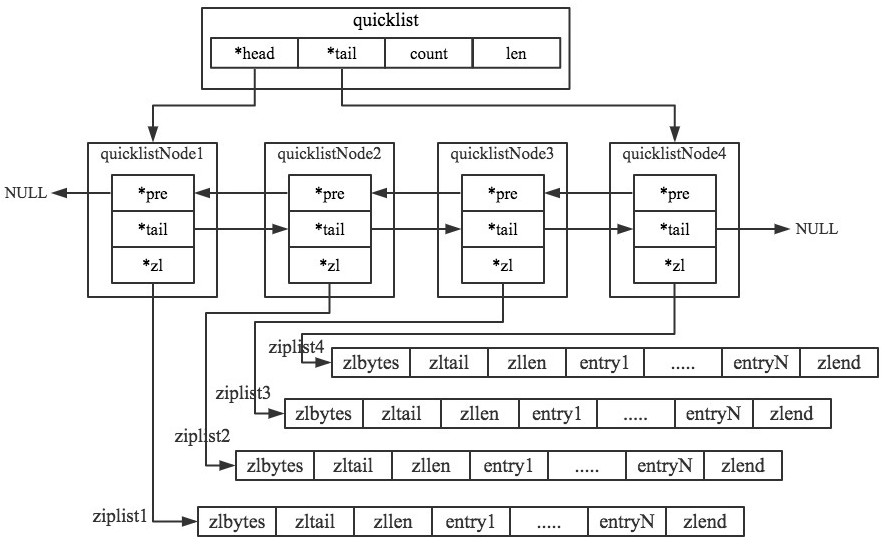 quicklist
*head *tail count len
quicklistNode1 quicklistNode2 quicklistNode3 quicklistNode4
NULL *pre *pre *pre *pre
*tail *tail *tail *tail NULL
*zl *zl *zl *zl
ziplist4
zlbytes zltail zllen entry1 ..... entryN zlend
ziplist3
zlbytes zltail zllen entry1 ..... entryN zlend
ziplist2
zlbytes zltail zllen entry1 ..... entryN zlend
ziplist1
zlbytes zltail zllen entry1 ..... entryN zlend